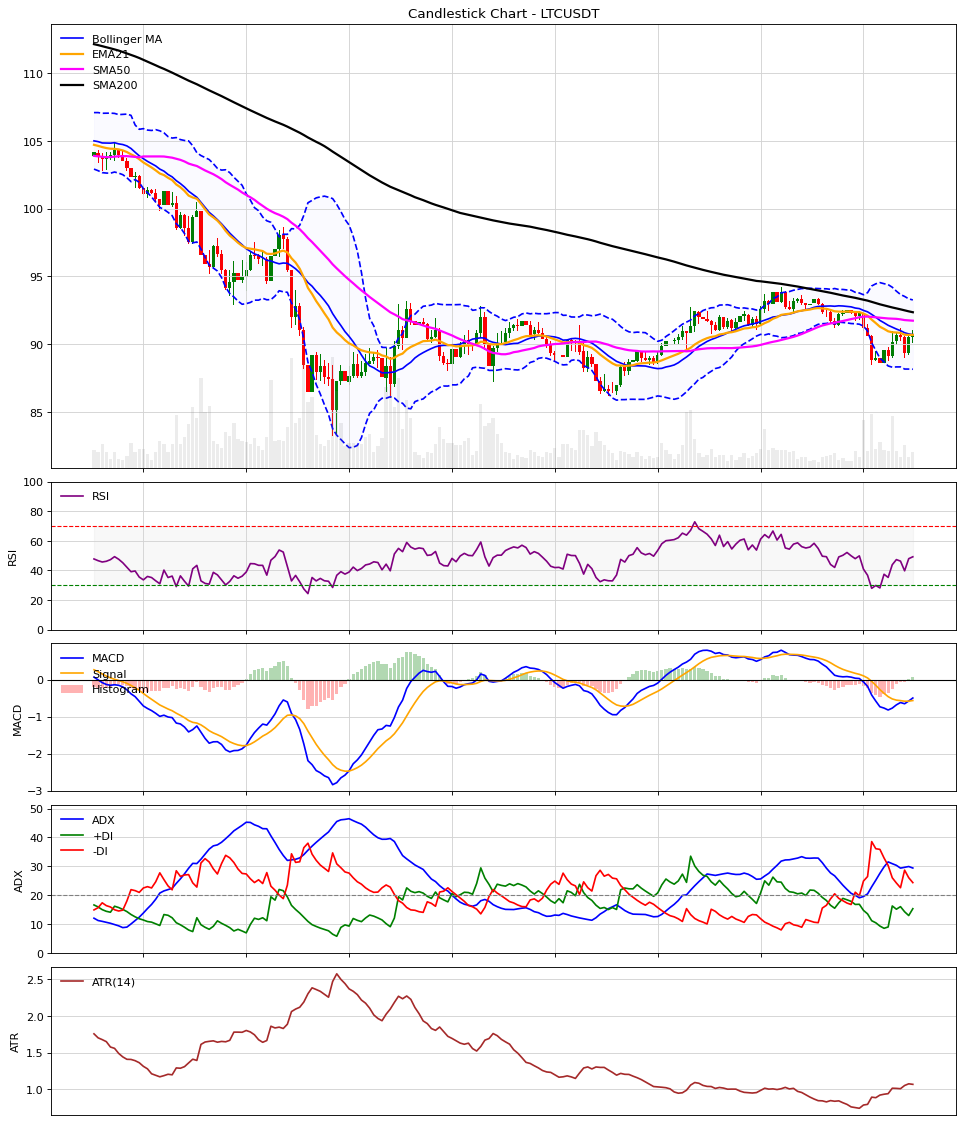 Candlestick Chart - LTCUSDT
Bollinger MA
EMA21
SMA50
SMA200
110
105
100
95
90
85
RSI
100
80
60
40
20
0
RSI
MACD
Signal
Histogram
0
−1
−2
−3
MACD
ADX
+DI
-DI
50
40
30
20
10
0
ADX
ATR(14)
2.5
2.0
1.5
1.0
ATR